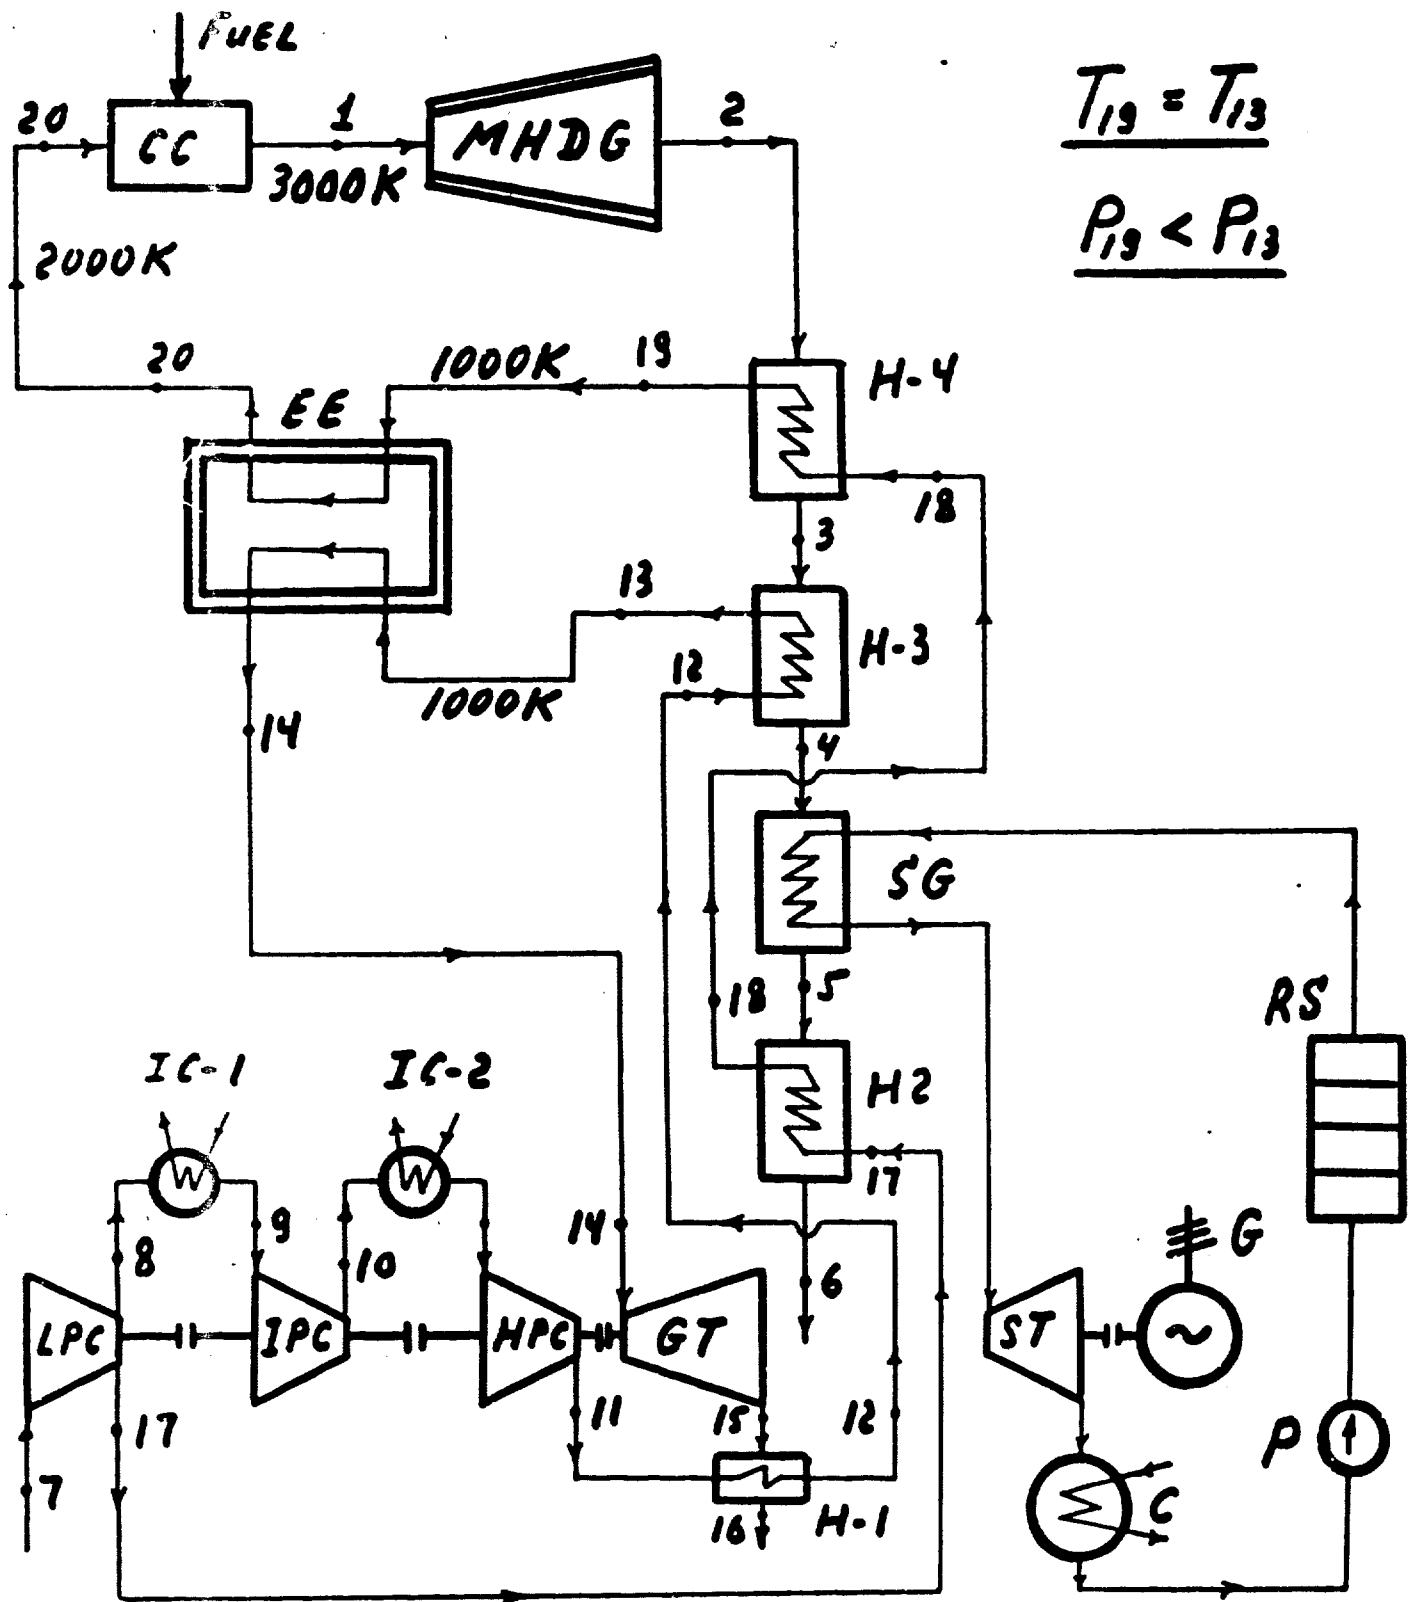 FUEL
20
CC
1
3000K
MHDG
2
T19 = T13
P19 < P13
2000K
20
1000K
19
H-4
EE
18
3
13
H-3
12
1000K
14
4
SG
18
5
RS
IC-1
IC-2
H2
17
8
9
10
14
6
G
LPC
IPC
HPC
GT
ST
17
11
15
12
P
7
16
H-1
C